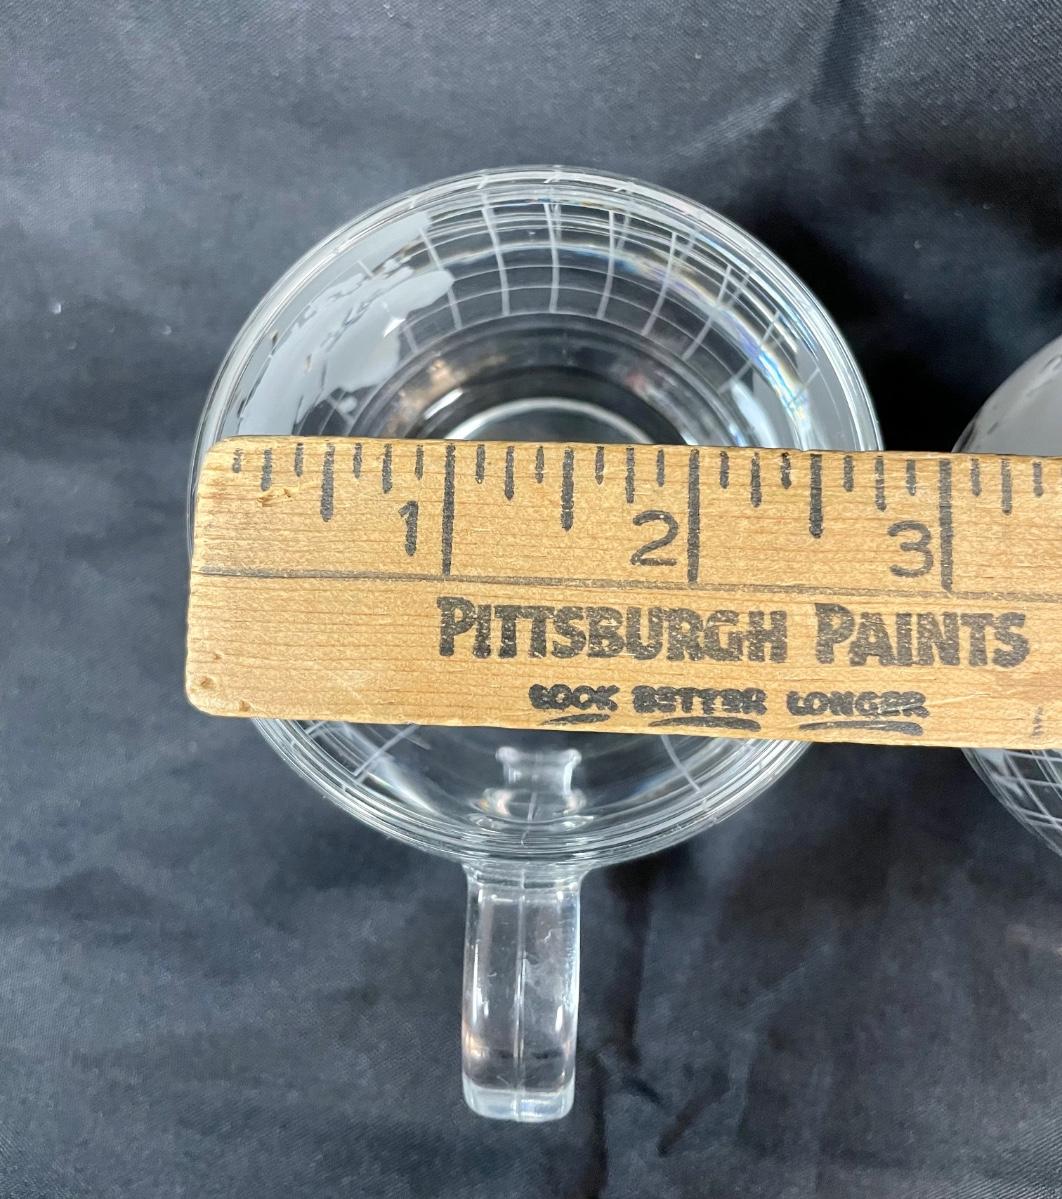 1 2 3
PITTSBURGH PAINTS
LOOK BETTER LONGER